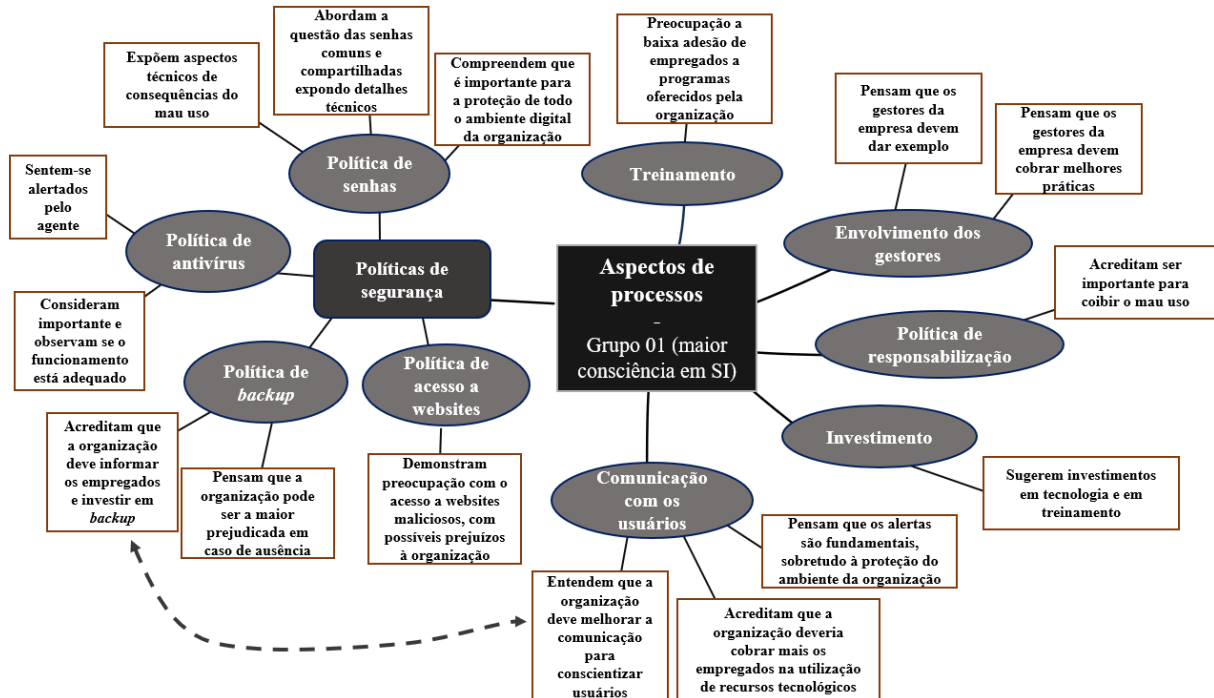 Abordam a
questão das senhas
comuns e
compartilhadas
expondo detalhes
técnicos
Expõem aspectos
técnicos de
consequências do
mau uso
Compreendem que
é importante para
a proteção de todo
o ambiente digital
da organização
Preocupação a
baixa adesão de
empregados a
programas
oferecidos pela
organização
Pensam que os
gestores da
empresa devem
dar exemplo
Pensam que os
gestores da
empresa devem
cobrar melhores
práticas
Política de
senhas
Treinamento
Sentem-se
alertados
pelo
agente
Política de
antivírus
Políticas de
segurança
Aspectos de
processos
–
Grupo 01 (maior
consciência em SI)
Envolvimento dos
gestores
Acreditam ser
importante para
coibir o mau uso
Consideram
importante e
observam se o
funcionamento
está adequado
Política de
backup
Política de
acesso a
websites
Política de
responsabilização
Investimento
Acreditam que
a organização
deve informar
os empregados
e investir em
backup
Pensam que a
organização pode
ser a maior
prejudicada em
caso de ausência
Demonstram
preocupação com o
acesso a websites
maliciosos, com
possíveis prejuízos
à organização
Comunicação
com os
usuários
Sugerem investimentos
em tecnologia e em
treinamento
Pensam que os alertas
são fundamentais,
sobretudo à proteção do
ambiente da organização
Entendem que a
organização
deve melhorar a
comunicação
para
conscientizar
usuários
Acreditam que a
organização deveria
cobrar mais os
empregados na utilização
de recursos tecnológicos